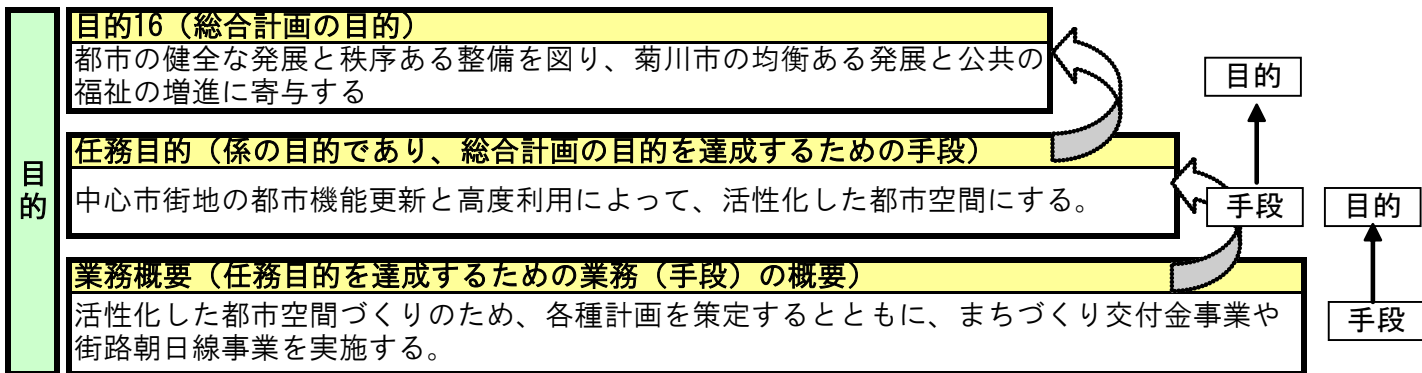 目的
目的16（総合計画の目的）
都市の健全な発展と秩序ある整備を図り、菊川市の均衡ある発展と公共の
福祉の増進に寄与する
任務目的（係の目的であり、総合計画の目的を達成するための手段）
中心市街地の都市機能更新と高度利用によって、活性化した都市空間にする。
業務概要（任務目的を達成するための業務（手段）の概要）
活性化した都市空間づくりのため、各種計画を策定するとともに、まちづくり交付金事業や
街路朝日線事業を実施する。
目的
手段
目的
手段